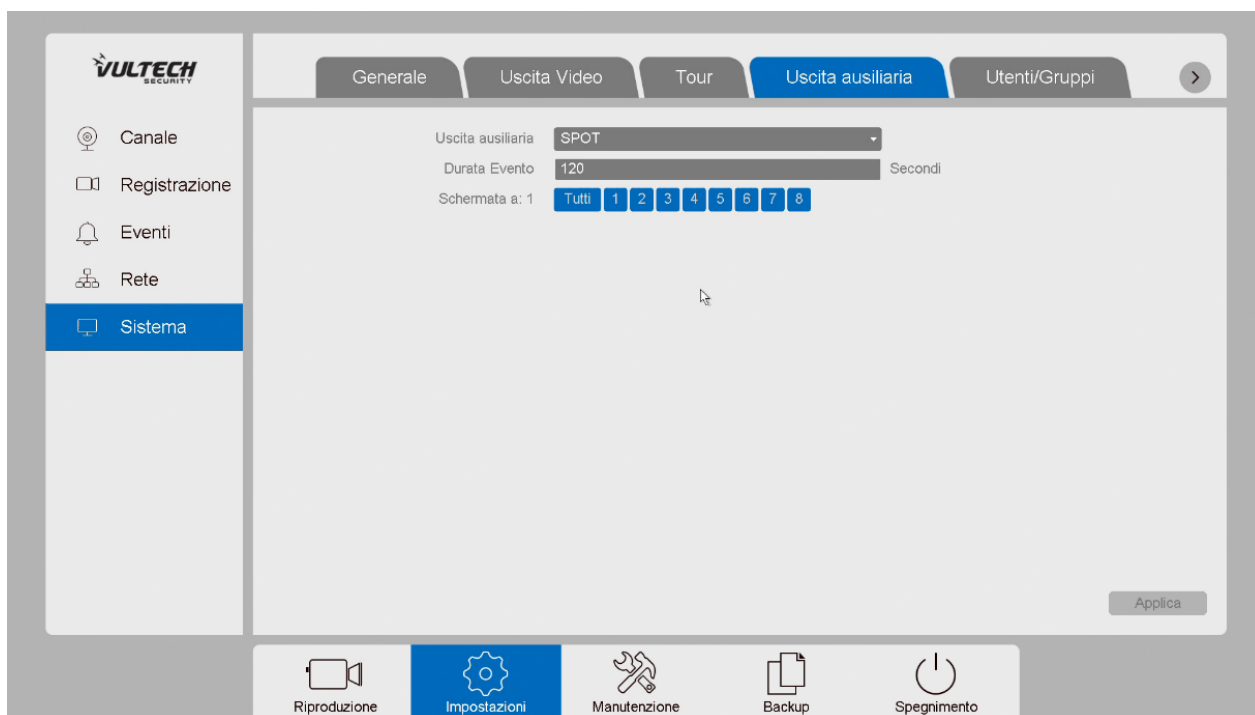 VULTECH
SECURITY
Generale Uscita Video Tour Uscita ausiliaria Utenti/Gruppi
Canale
Registrazione
Eventi
Rete
Sistema
Uscita ausiliaria SPOT
Durata Evento 120 Secondi
Schermata a: 1 Tutti 1 2 3 4 5 6 7 8
Applica
Riproduzione Impostazioni Manutenzione Backup Spegnimento